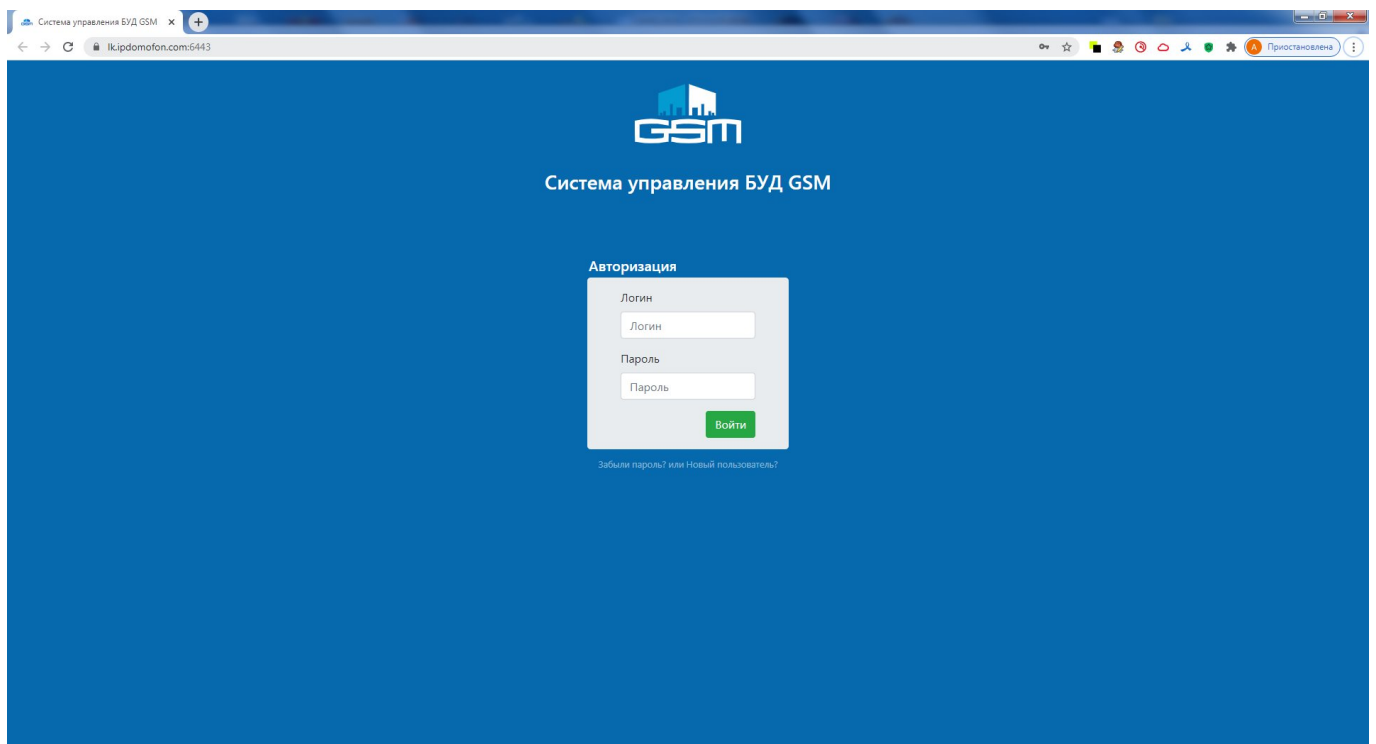 Система управления БУД GSM
lk.ipdomofon.com:6443
А Приостановлена
GSM
Система управления БУД GSM
Авторизация
Логин
Логин
Пароль
Пароль
Войти
Забыли пароль? или Новый пользователь?